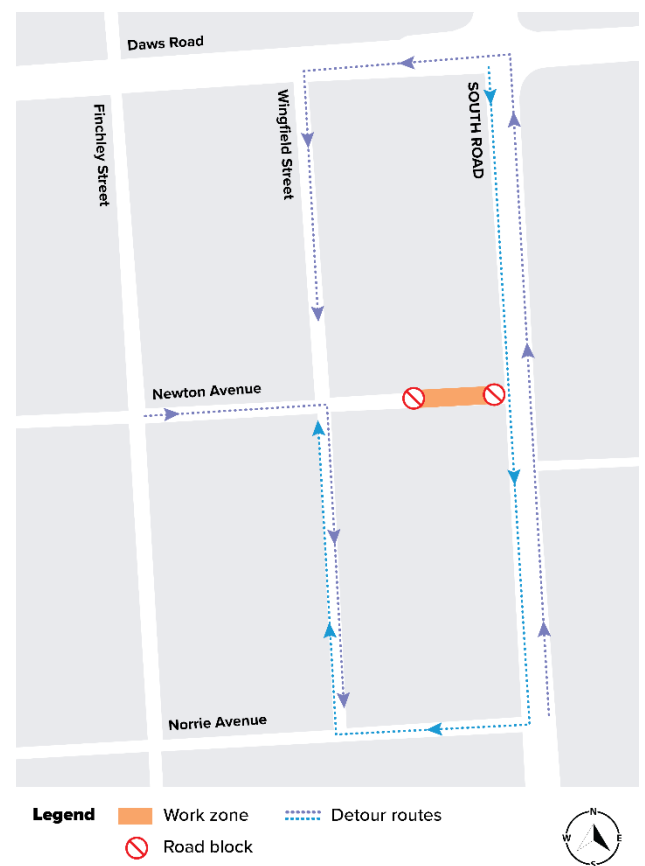 Daws Road
Finchley Street
Wingfield Street
SOUTH ROAD
Newton Avenue
Norrie Avenue
Legend
Work zone
Detour routes
Road block
N
W
E
S